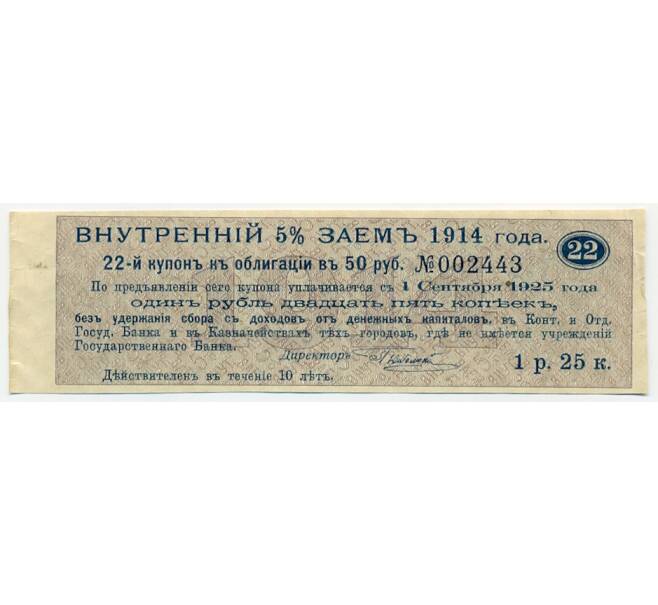 ВНУТРЕННІЙ 5% ЗАЕМЪ 1914 года.
22
22-й купонъ къ облигаціи въ 50 руб. №002443
По предъявленіи сего купона уплачивается съ 1 Сентября 1925 года
одинъ рубль двадцать пять копѣекъ,
безъ удержанія сбора съ доходовъ отъ денежныхъ капиталовъ, въ Конт. и Отд.
Госуд. Банка и въ Казначействахъ тѣхъ городовъ, гдѣ не имѣется учрежденій
Государственнаго Банка.
Директоръ
1 р. 25 к.
Дѣйствителенъ въ теченіе 10 лѣтъ.